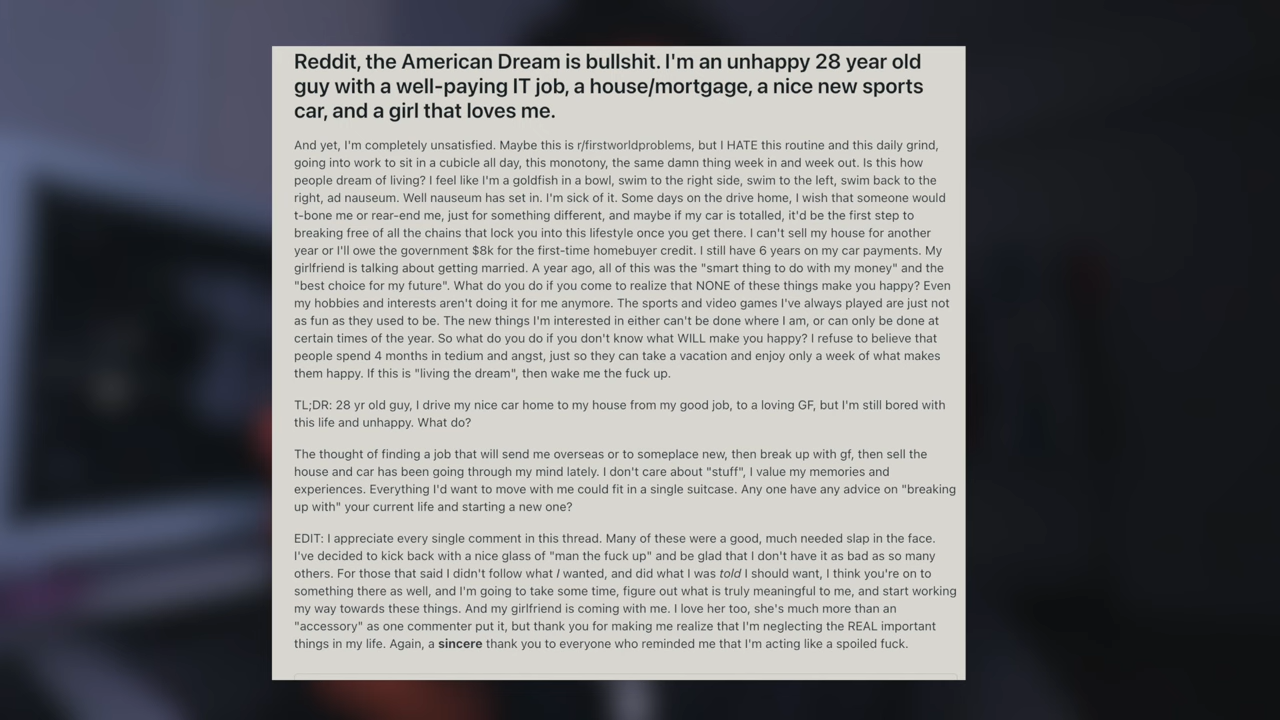 Reddit, the American Dream is bullshit. I'm an unhappy 28 year old
guy with a well-paying IT job, a house/mortgage, a nice new sports
car, and a girl that loves me.
And yet, I'm completely unsatisfied. Maybe this is r/firstworldproblems, but I HATE this routine and this daily grind,
going into work to sit in a cubicle all day, this monotony, the same damn thing week in and week out. Is this how
people dream of living? I feel like I'm a goldfish in a bowl, swim to the right side, swim to the left, swim back to the
right, ad nauseum. Well nauseum has set in. I'm sick of it. Some days on the drive home, I wish that someone would
t-bone me or rear-end me, just for something different, and maybe if my car is totalled, it'd be the first step to
breaking free of all the chains that lock you into this lifestyle once you get there. I can't sell my house for another
year or I'll owe the government $8k for the first-time homebuyer credit. I still have 6 years on my car payments. My
girlfriend is talking about getting married. A year ago, all of this was the "smart thing to do with my money" and the
"best choice for my future". What do you do if you come to realize that NONE of these things make you happy? Even
my hobbies and interests aren't doing it for me anymore. The sports and video games I've always played are just not
as fun as they used to be. The new things I'm interested in either can't be done where I am, or can only be done at
certain times of the year. So what do you do if you don't know what WILL make you happy? I refuse to believe that
people spend 4 months in tedium and angst, just so they can take a vacation and enjoy only a week of what makes
them happy. If this is "living the dream", then wake me the fuck up.
TL;DR: 28 yr old guy, I drive my nice car home to my house from my good job, to a loving GF, but I'm still bored with
this life and unhappy. What do?
The thought of finding a job that will send me overseas or to someplace new, then break up with gf, then sell the
house and car has been going through my mind lately. I don't care about "stuff", I value my memories and
experiences. Everything I'd want to move with me could fit in a single suitcase. Any one have any advice on "breaking
up with" your current life and starting a new one?
EDIT: I appreciate every single comment in this thread. Many of these were a good, much needed slap in the face.
I've decided to kick back with a nice glass of "man the fuck up" and be glad that I don't have it as bad as so many
others. For those that said I didn't follow what I wanted, and did what I was told I should want, I think you're on to
something there as well, and I'm going to take some time, figure out what is truly meaningful to me, and start working
my way towards these things. And my girlfriend is coming with me. I love her too, she's much more than an
"accessory" as one commenter put it, but thank you for making me realize that I'm neglecting the REAL important
things in my life. Again, a sincere thank you to everyone who reminded me that I'm acting like a spoiled fuck.